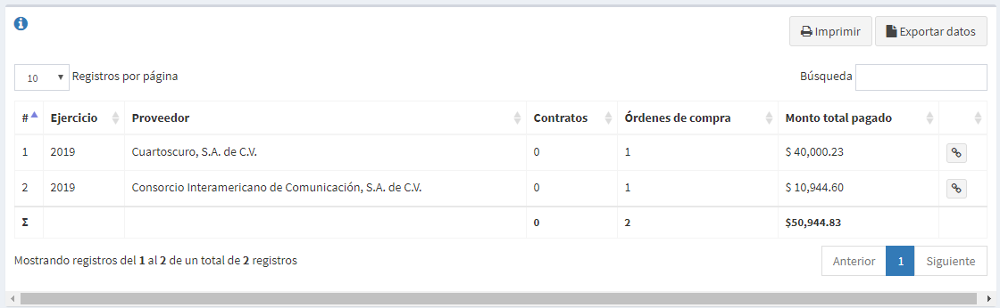 Imprimir Exportar datos
10 Registros por página Búsqueda
# Ejercicio Proveedor Contratos Órdenes de compra Monto total pagado
1 2019 Cuartoscuro, S.A. de C.V. 0 1 $ 40,000.23
2 2019 Consorcio Interamericano de Comunicación, S.A. de C.V. 0 1 $ 10,944.60
Σ 0 2 $50,944.83
Mostrando registros del 1 al 2 de un total de 2 registros Anterior 1 Siguiente